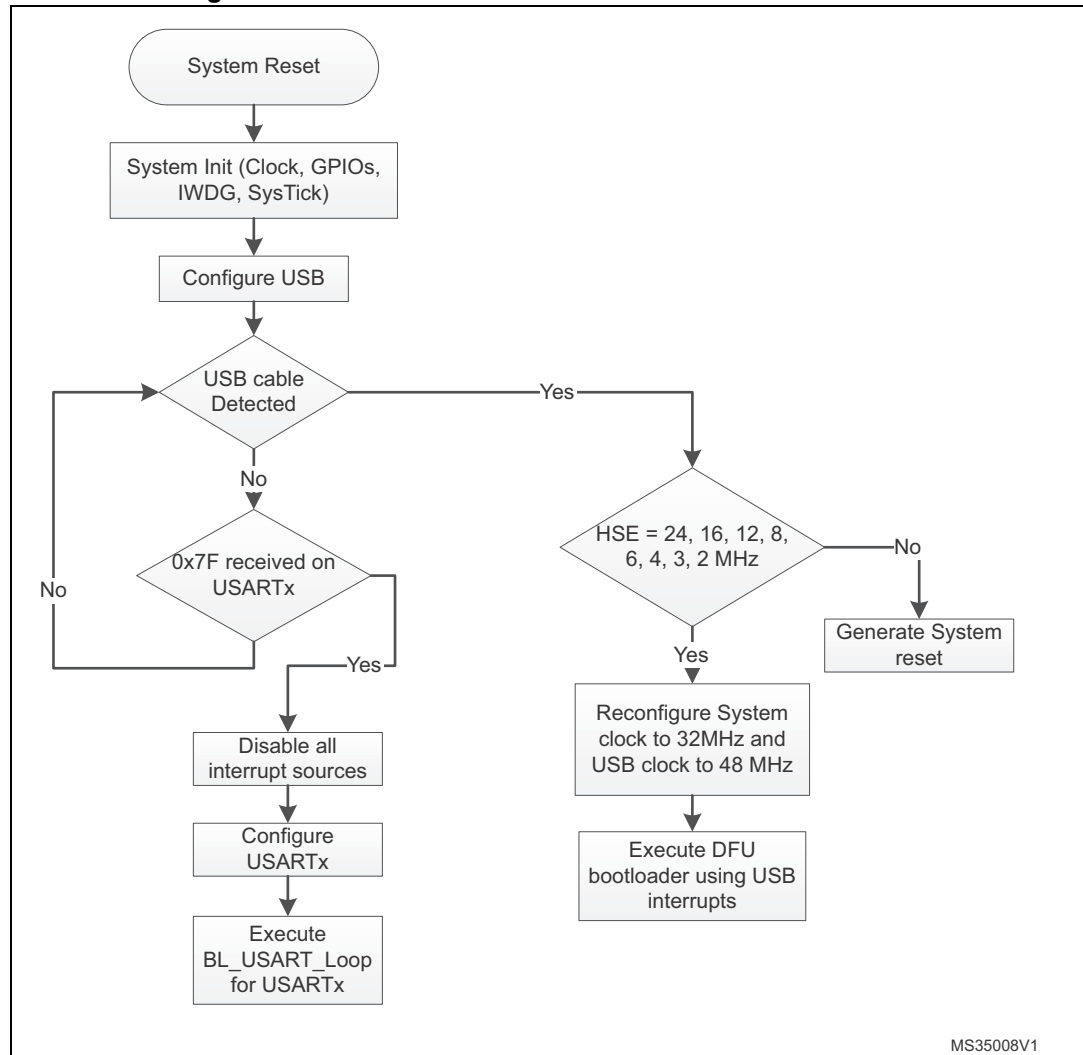 System Reset
System Init (Clock, GPIOs,
IWDG, SysTick)
Configure USB
USB cable
Detected
Yes
No
0x7F received on
USARTx
No
Yes
Disable all
interrupt sources
Configure
USARTx
Execute
BL_USART_Loop
for USARTx
HSE = 24, 16, 12, 8,
6, 4, 3, 2 MHz
No
Generate System
reset
Yes
Reconfigure System
clock to 32MHz and
USB clock to 48 MHz
Execute DFU
bootloader using USB
interrupts
MS35008V1